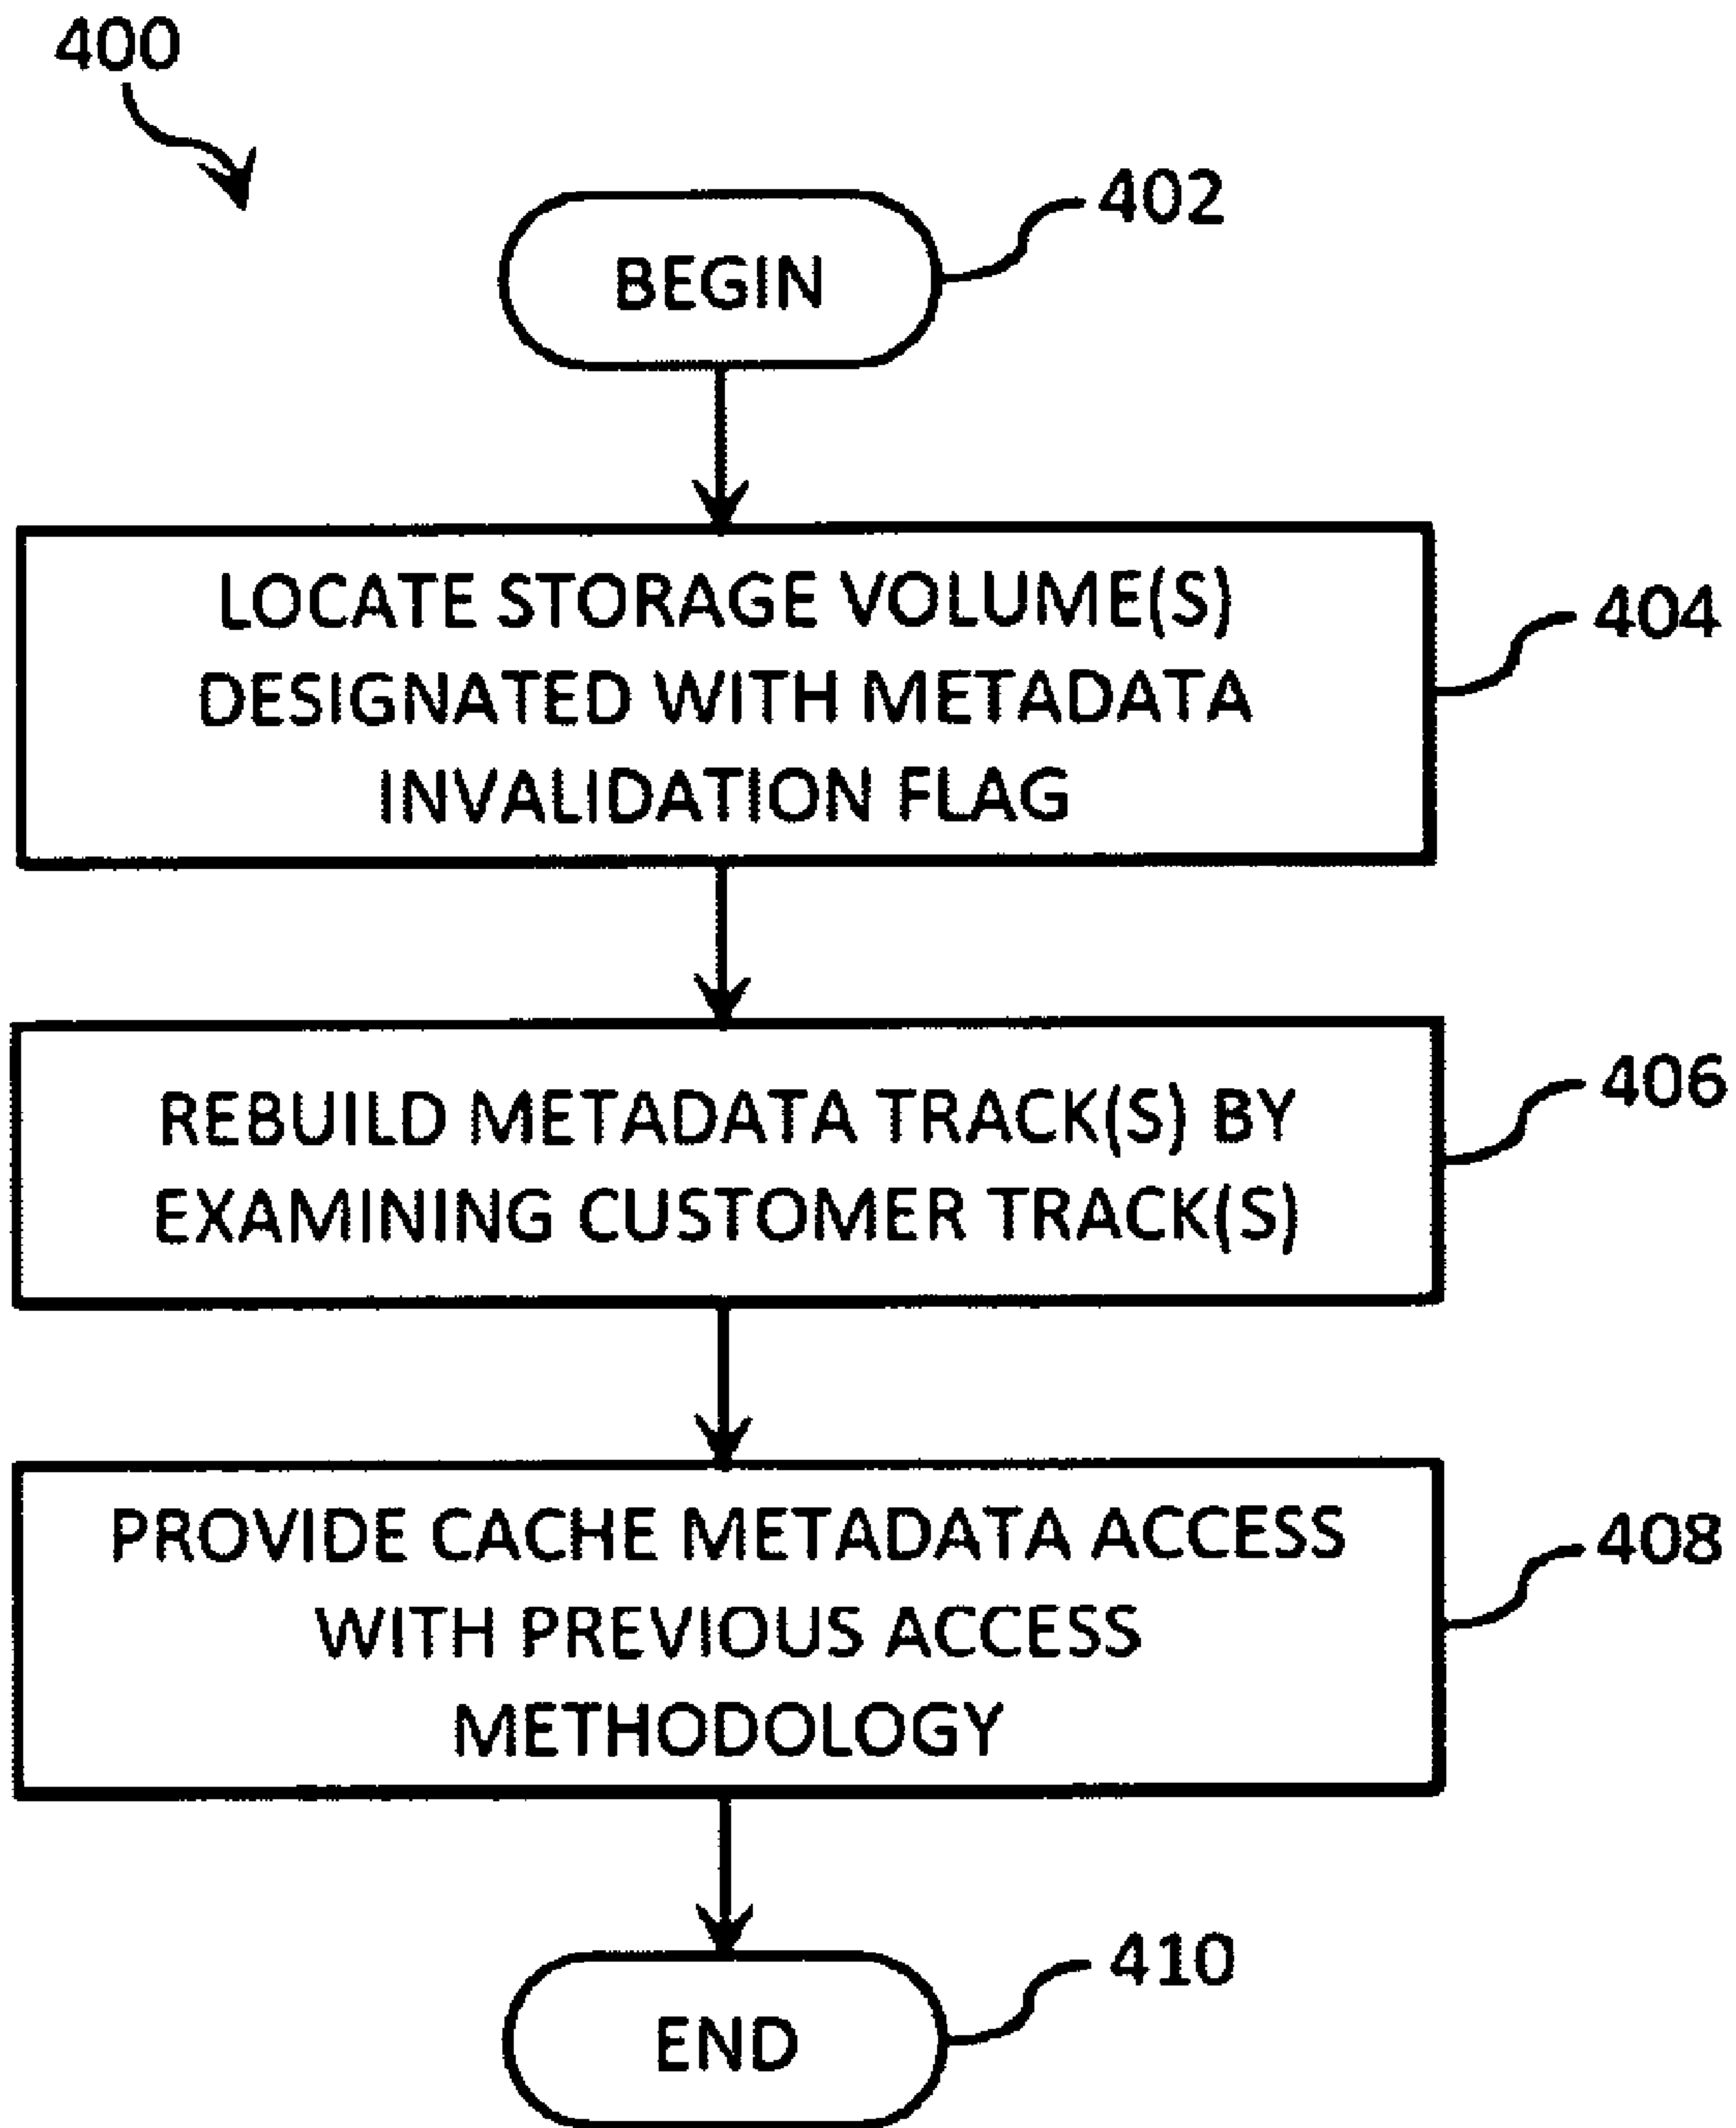 400
402
BEGIN
LOCATE STORAGE VOLUME(S)
DESIGNATED WITH METADATA
INVALIDATION FLAG
404
REBUILD METADATA TRACK(S) BY
EXAMINING CUSTOMER TRACK(S)
406
PROVIDE CACHE METADATA ACCESS
WITH PREVIOUS ACCESS
METHODOLOGY
408
410
END